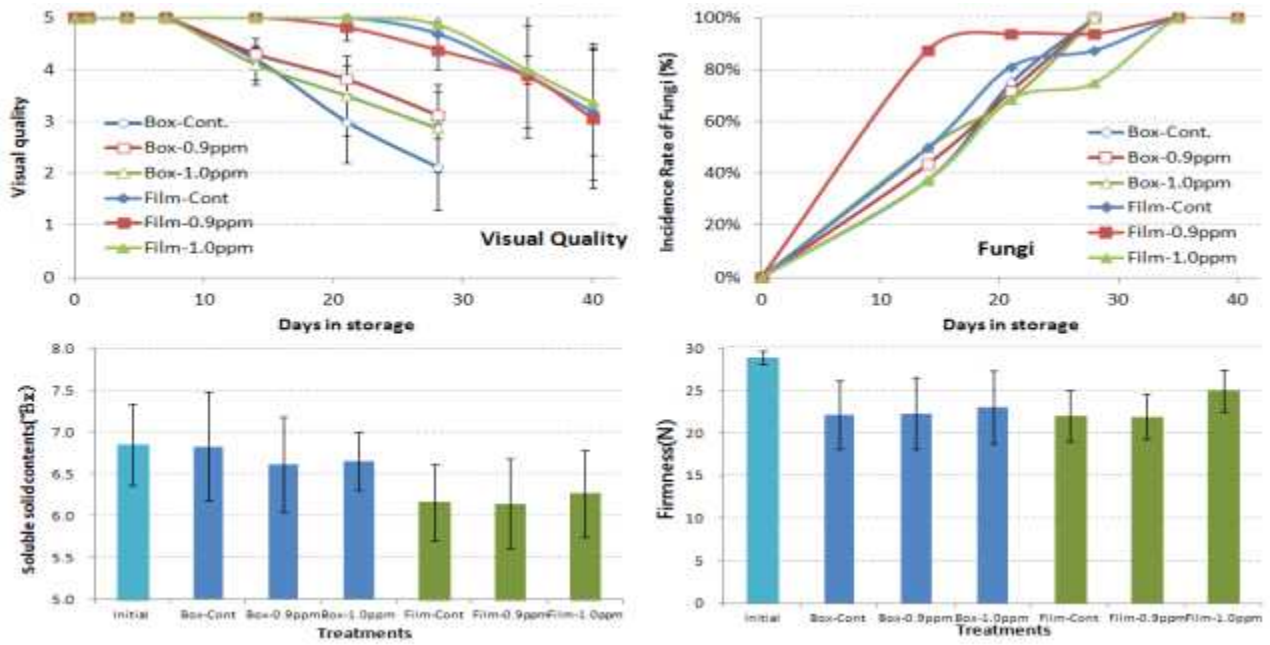 5
4
3
2
1
0
Visual quality
Box-Cont.
Box-0.9ppm
Box-1.0ppm
Film-Cont
Film-0.9ppm
Film-1.0ppm
Visual Quality
0 10 20 30 40
Days in storage
100%
80%
60%
40%
20%
0%
Incidence Rate of Fungi (%)
Box-Cont.
Box-0.9ppm
Box-1.0ppm
Film-Cont
Film-0.9ppm
Film-1.0ppm
Fungi
0 10 20 30 40
Days in storage
8.0
7.5
7.0
6.5
6.0
5.5
5.0
Soluble solid contents(°Bx)
Initial Box-Cont Box-0.9ppm Box-1.0ppm Film-Cont Film-0.9ppm Film-1.0ppm
Treatments
30
25
20
15
10
5
0
Firmness(N)
Initial Box-Cont Box-0.9ppm Box-1.0ppm Film-Cont Film-0.9ppm Film-1.0ppm
Treatments